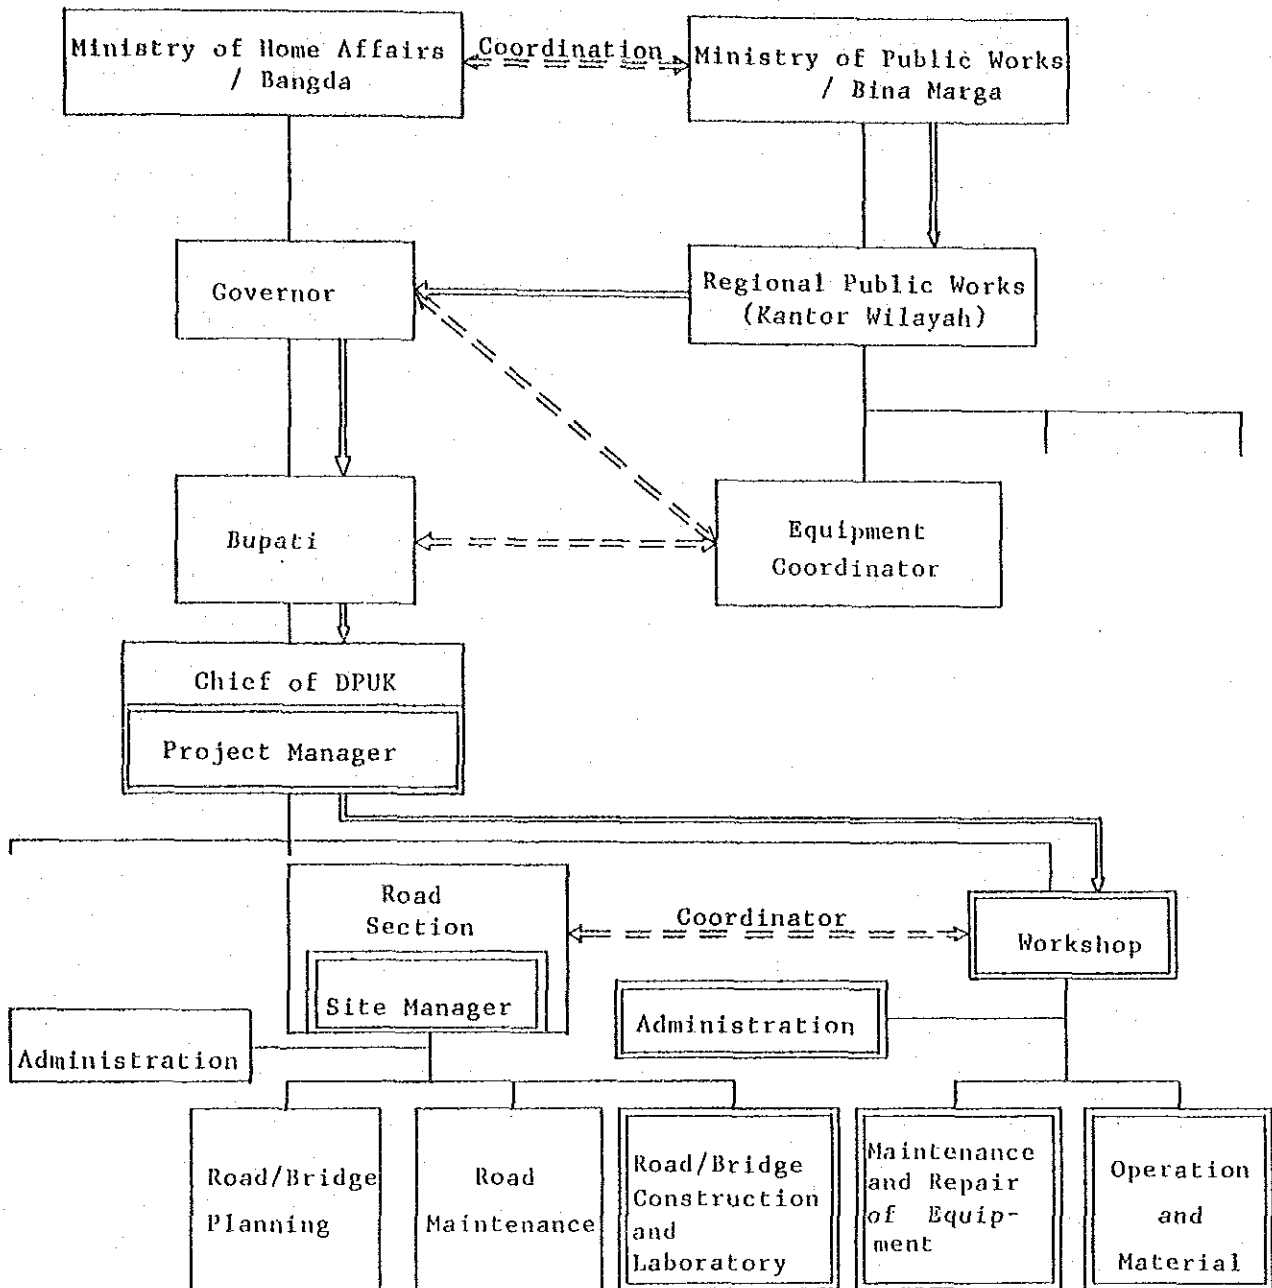 Ministry of Home Affairs
/ Bangda
Coordination
Ministry of Public Works
/ Bina Marga
Governor
Regional Public Works
(Kantor Wilayah)
Bupati
Equipment
Coordinator
Chief of DPUK
Project Manager
Road
Section
Site Manager
Coordinator
Workshop
Administration
Administration
Road/Bridge
Planning
Road
Maintenance
Road/Bridge
Construction
and
Laboratory
Maintenance
and Repair
of Equip-
ment
Operation
and
Material